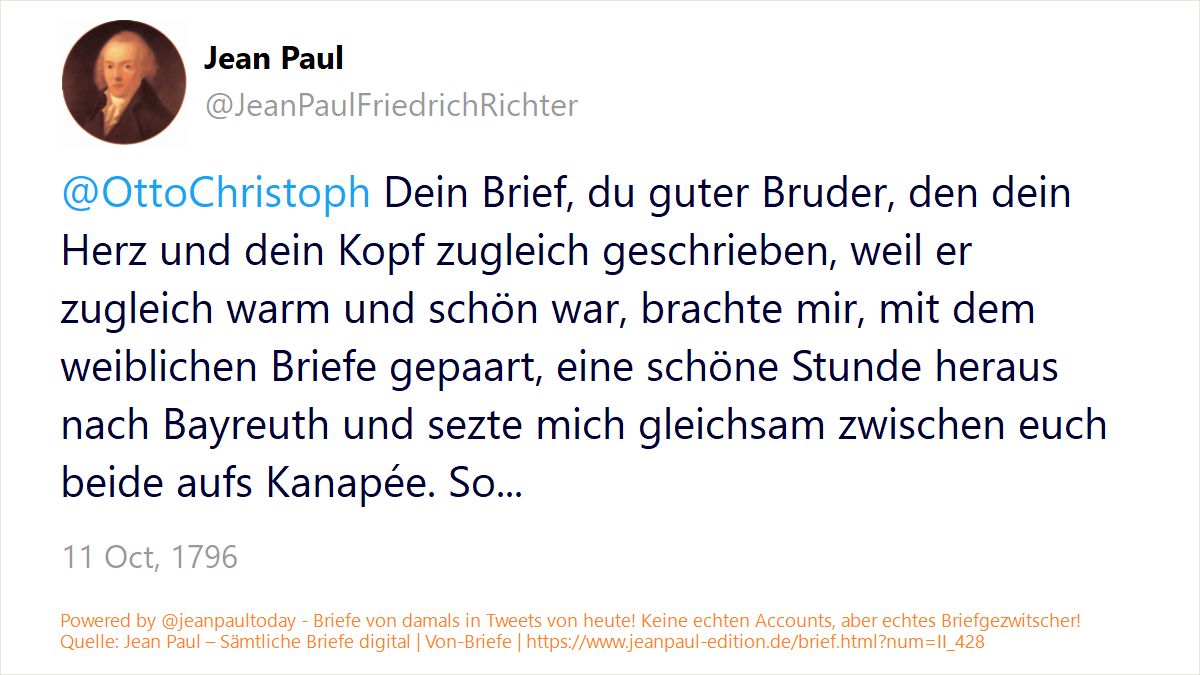 Jean Paul
@JeanPaulFriedrichRichter
@OttoChristoph Dein Brief, du guter Bruder, den dein
Herz und dein Kopf zugleich geschrieben, weil er
zugleich warm und schön war, brachte mir, mit dem
weiblichen Briefe gepaart, eine schöne Stunde heraus
nach Bayreuth und sezte mich gleichsam zwischen euch
beide aufs Kanapée. So...
11 Oct, 1796
Powered by @jeanpaultoday - Briefe von damals in Tweets von heute! Keine echten Accounts, aber echtes Briefgezwitscher!
Quelle: Jean Paul – Sämtliche Briefe digital | Von-Briefe | https://www.jeanpaul-edition.de/brief.html?num=II_428